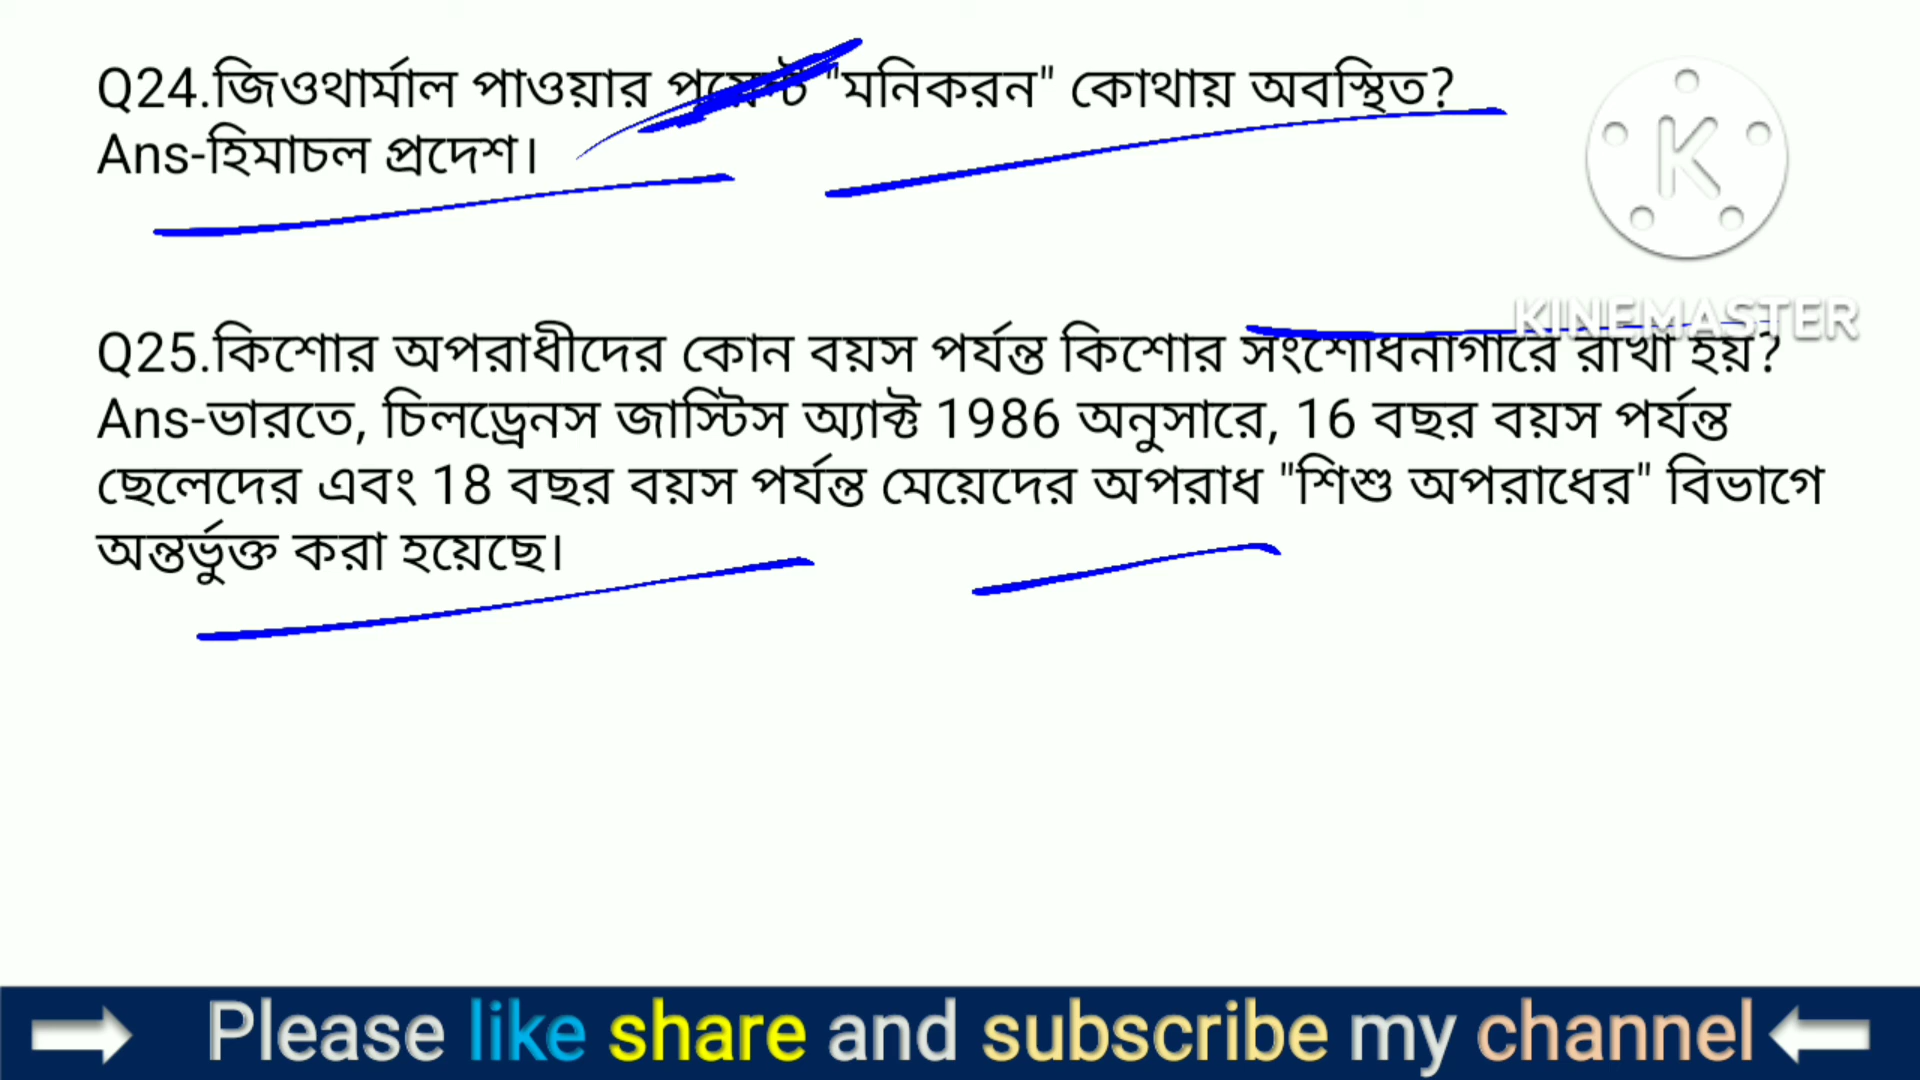 Q24.জিওথার্মাল পাওয়ার পয়েন্ট "মনিকরন" কোথায় অবস্থিত?
Ans-হিমাচল প্রদেশ।
K
KINEMASTER
Q25.কিশোর অপরাধীদের কোন বয়স পর্যন্ত কিশোর সংশোধনাগারে রাখা হয়?
Ans-ভারতে, চিলড্রেনস জাস্টিস অ্যাক্ট 1986 অনুসারে, 16 বছর বয়স পর্যন্ত
ছেলেদের এবং 18 বছর বয়স পর্যন্ত মেয়েদের অপরাধ "শিশু অপরাধের" বিভাগে
অন্তর্ভুক্ত করা হয়েছে।
Please like share and subscribe my channel